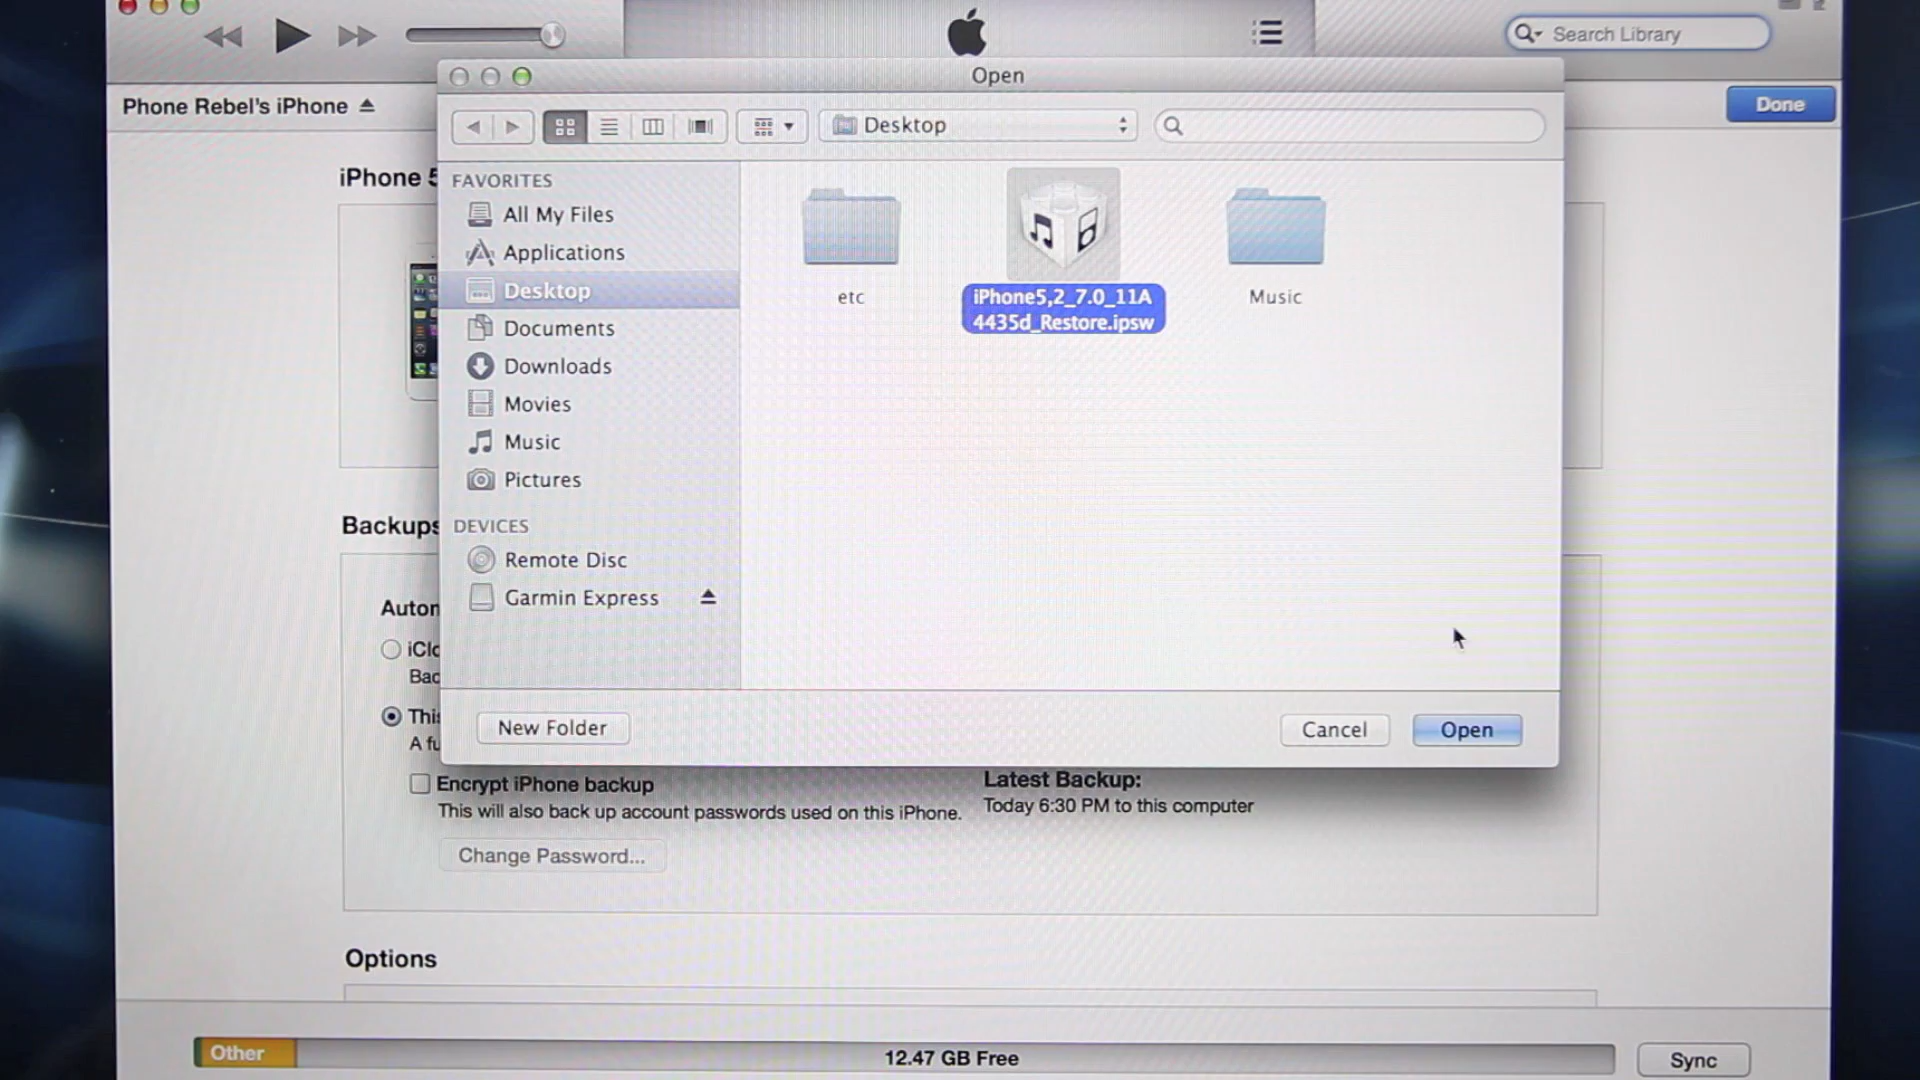 Search Library
Open
Phone Rebel's iPhone
Done
Desktop
iPhone 5
FAVORITES
All My Files
Applications
Desktop
Documents
Downloads
Movies
Music
Pictures
DEVICES
Remote Disc
Garmin Express
etc
iPhone5,2_7.0_11A
4435d_Restore.ipsw
Music
New Folder
Cancel
Open
Backups
Auton
iClo
Bac
This
A fu
Encrypt iPhone backup
This will also back up account passwords used on this iPhone.
Change Password...
Latest Backup:
Today 6:30 PM to this computer
Options
Other
12.47 GB Free
Sync